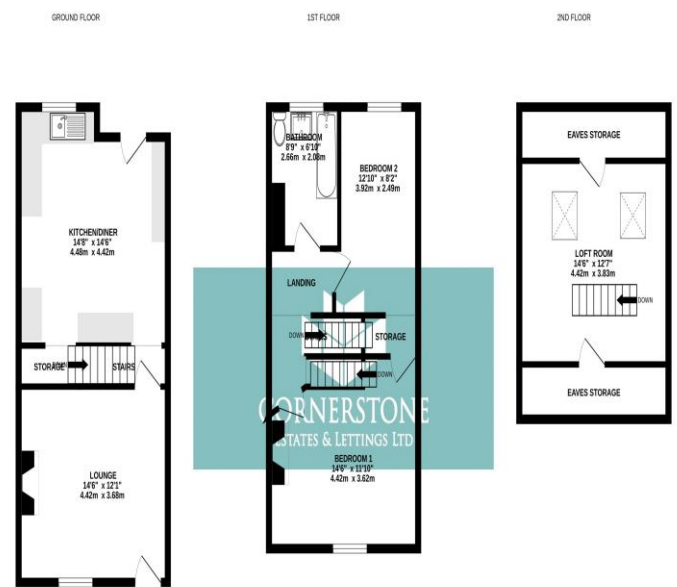 GROUND FLOOR
1ST FLOOR
2ND FLOOR
KITCHEN/DINER
14'8" x 14'6"
4.48m x 4.42m
STORAGE
STAIRS
LOUNGE
14'6" x 12'1"
4.42m x 3.68m
BATHROOM
8'9" x 6'10"
2.66m x 2.08m
BEDROOM 2
12'10" x 8'2"
3.92m x 2.49m
LANDING
DOWN
STORAGE
DOWN
CORNERSTONE
ESTATES & LETTINGS LTD
BEDROOM 1
14'6" x 11'10"
4.42m x 3.62m
EAVES STORAGE
LOFT ROOM
14'6" x 12'7"
4.42m x 3.83m
DOWN
EAVES STORAGE